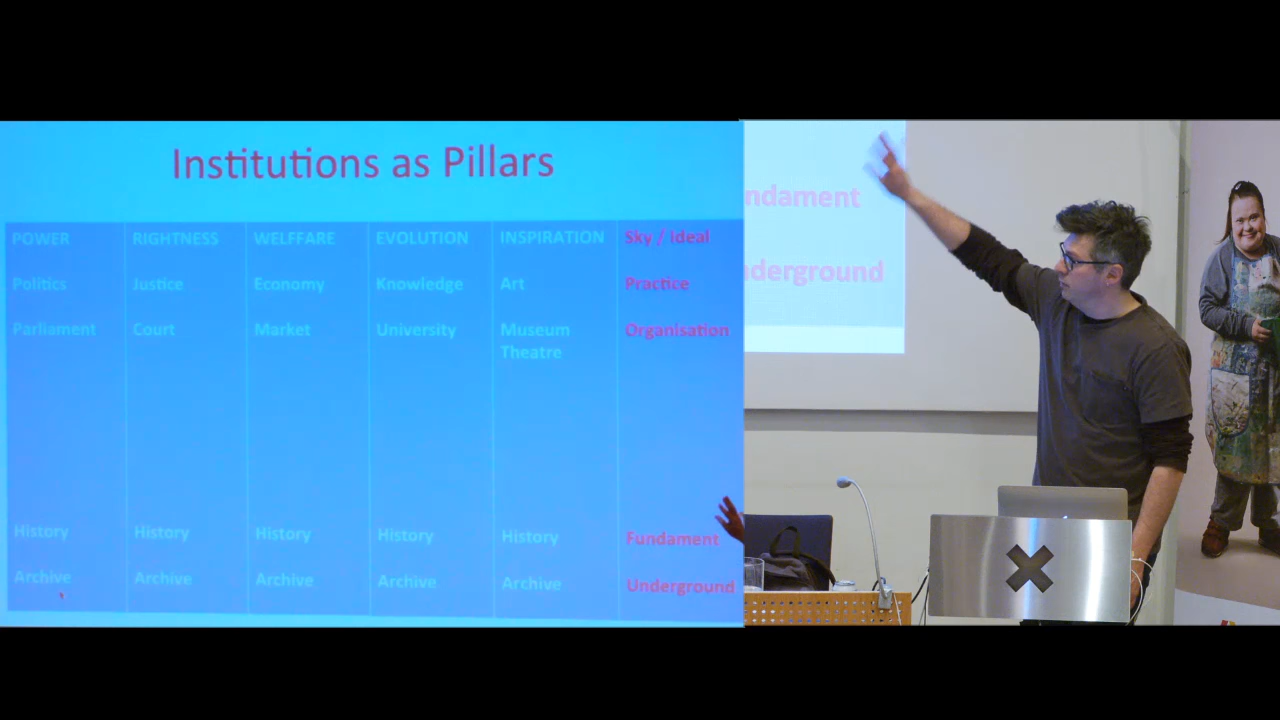 Institutions as Pillars
POWER RIGHTNESS WELFFARE EVOLUTION INSPIRATION Sky / Ideal
Politics Justice Economy Knowledge Art Practice
Parliament Court Market University Museum Organisation
Theatre
History History History History History Fundament
Archive Archive Archive Archive Archive Underground
ndament
derground